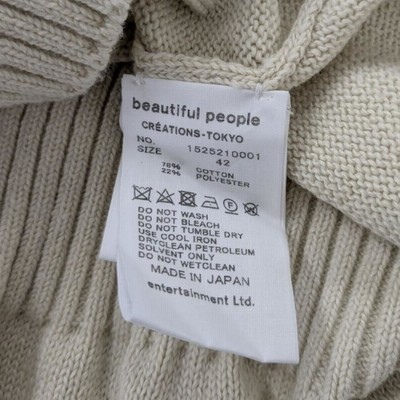 beautiful people
CRÉATIONS-TOKYO
NO. 1525210001
SIZE 42
78% COTTON
22% POLYESTER
DO NOT WASH
DO NOT BLEACH
DO NOT TUMBLE DRY
USE COOL IRON
DRYCLEAN PETROLEUM
SOLVENT ONLY
DO NOT WETCLEAN
MADE IN JAPAN
entertainment Ltd.